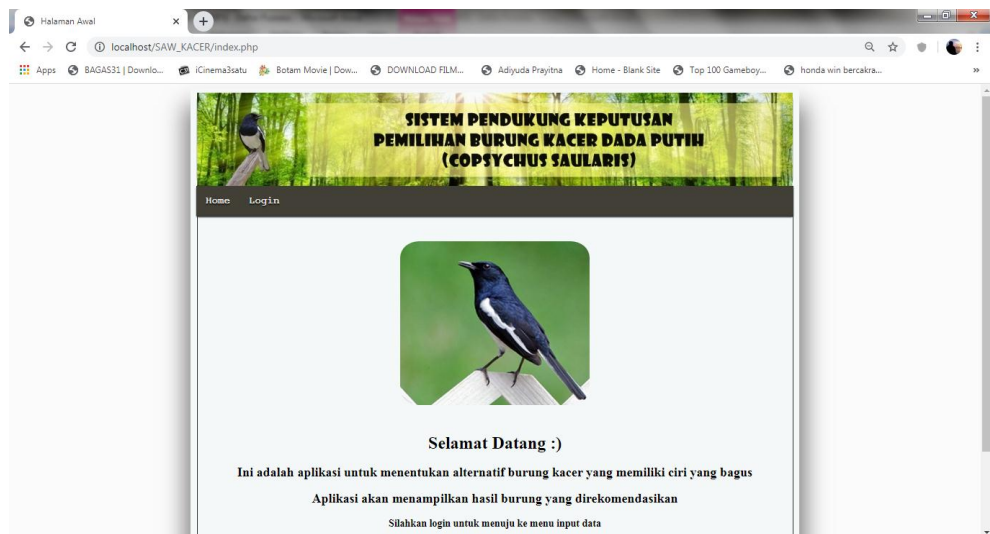 Halaman Awal
localhost/SAW_KACER/index.php
Apps BAGAS31 | Downlo... iCinema3satu Botam Movie | Dow... DOWNLOAD FILM... Adiyuda Prayitna Home - Blank Site Top 100 Gameboy... honda win bercakra... »
SISTEM PENDUKUNG KEPUTUSAN
PEMILIHAN BURUNG KACER DADA PUTIH
(COPSYCHUS SAULARIS)
Home Login
Selamat Datang :)
Ini adalah aplikasi untuk menentukan alternatif burung kacer yang memiliki ciri yang bagus
Aplikasi akan menampilkan hasil burung yang direkomendasikan
Silahkan login untuk menuju ke menu input data